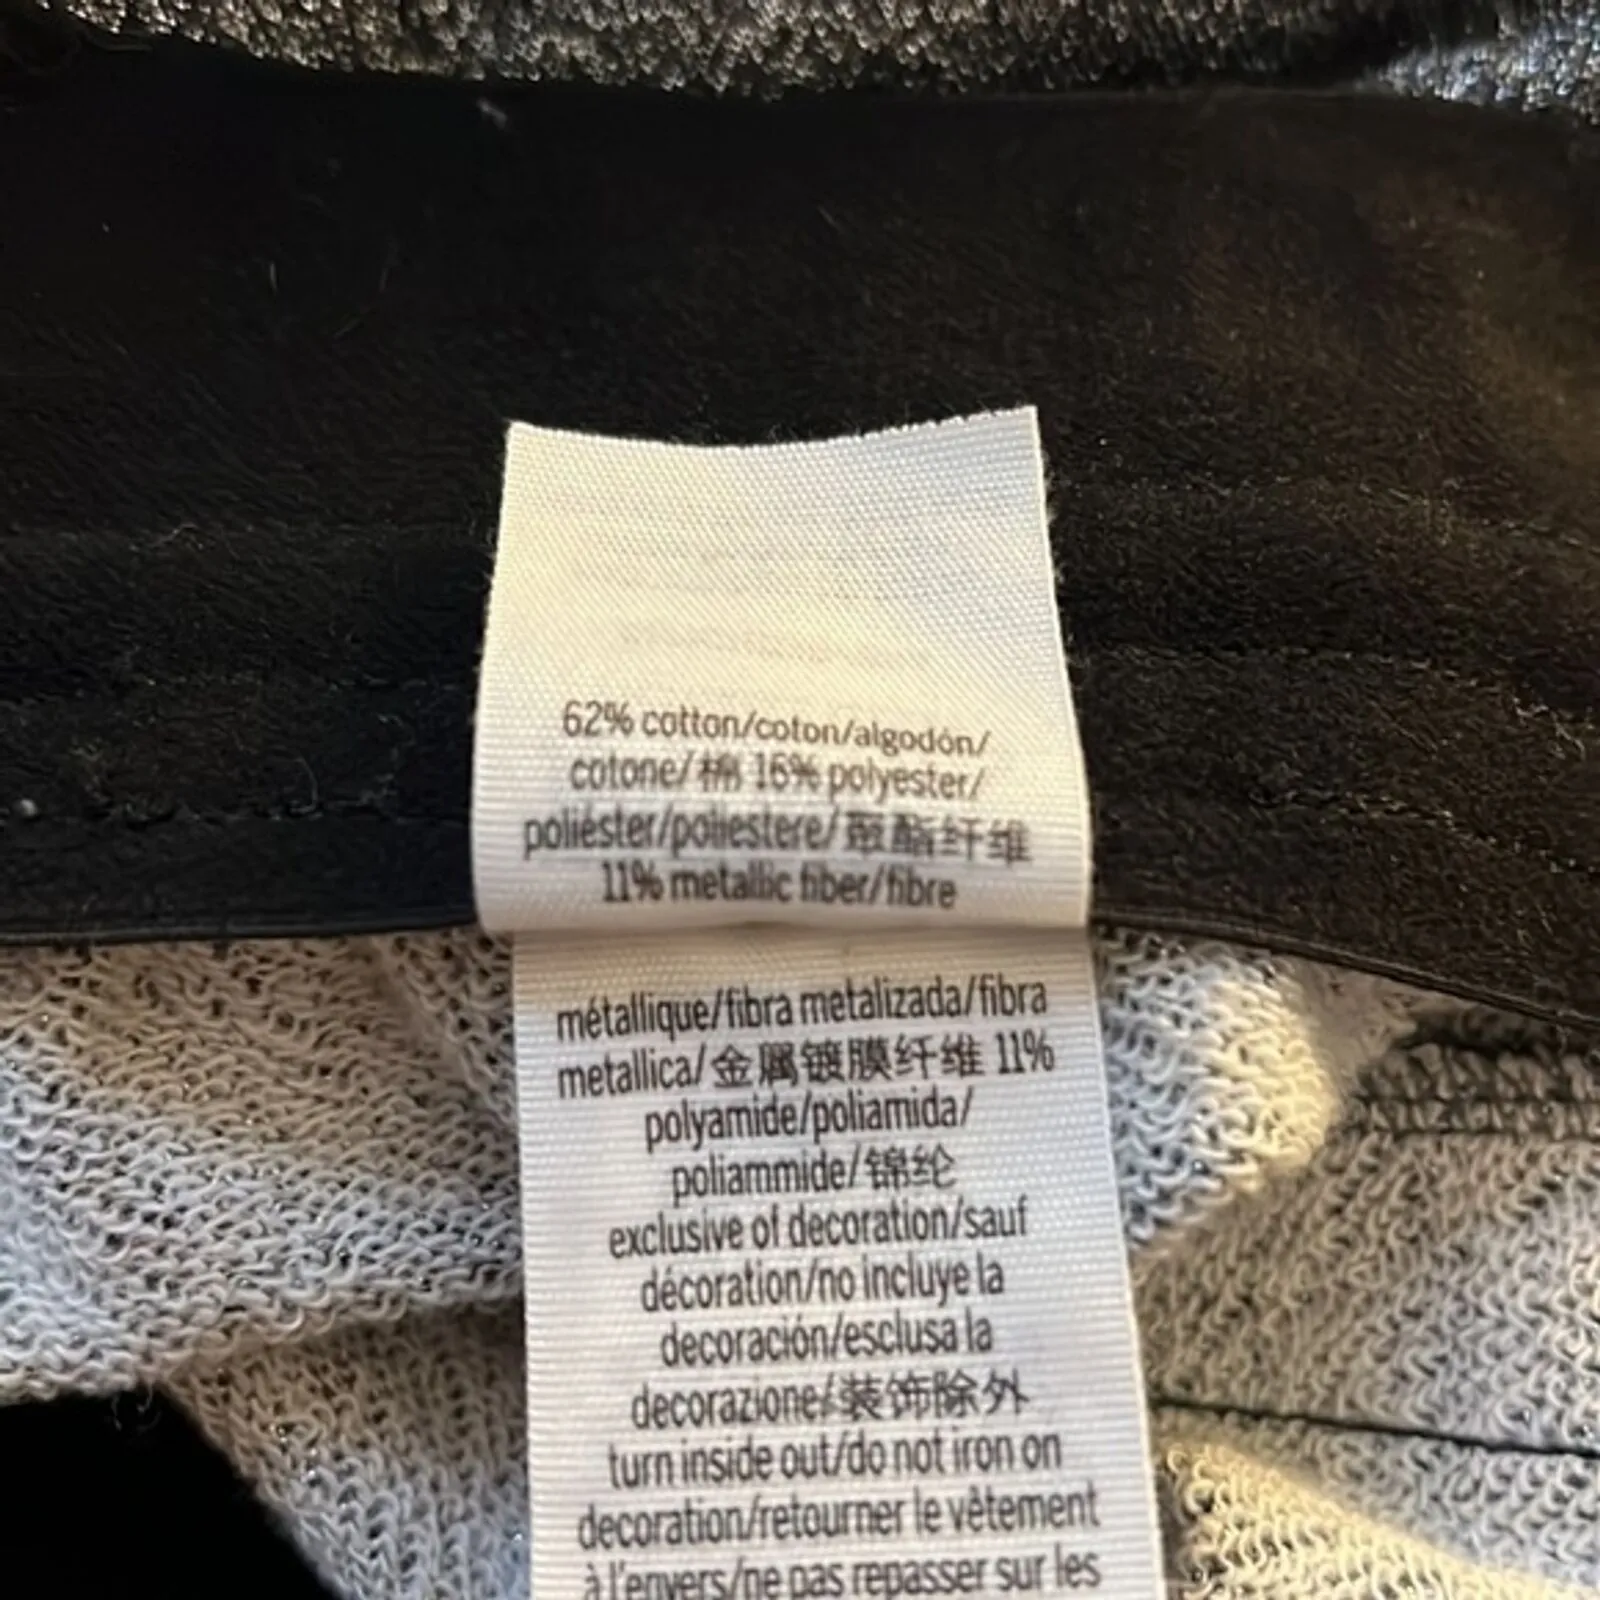 62% cotton/coton/algodón/
cotone/棉 16% polyester/
poliéster/poliestere/聚酯纤维
11% metallic fiber/fibre
métallique/fibra metalizada/fibra
metallica/金属镀膜纤维 11%
polyamide/poliamida/
poliammide/锦纶
exclusive of decoration/sauf
décoration/no incluye la
decoración/esclusa la
decorazione/装饰除外
turn inside out/do not iron on
decoration/retourner le vêtement
à l'envers/ne pas repasser sur les